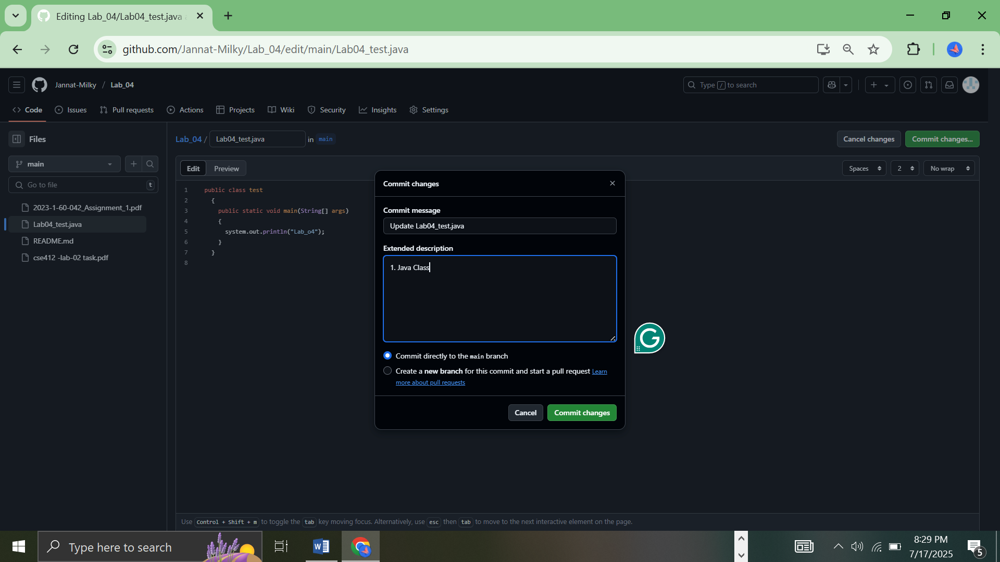 Editing Lab_04/Lab04_test.java
github.com/Jannat-Milky/Lab_04/edit/main/Lab04_test.java
Jannat-Milky / Lab_04
Type / to search
Code Issues Pull requests Actions Projects Wiki Security Insights Settings
Files
Lab_04 / Lab04_test.java in main
Cancel changes Commit changes...
main
Go to file t
2023-1-60-042_Assignment_1.pdf
Lab04_test.java
README.md
cse412 -lab-02 task.pdf
Edit Preview
Spaces 2 No wrap
1 public class test
2 {
3 public static void main(String[] args)
4 {
5 system.out.println("Lab_o4");
6 }
7 }
8
Commit changes
Commit message
Update Lab04_test.java
Extended description
1. Java Class
Commit directly to the main branch
Create a new branch for this commit and start a pull request Learn
more about pull requests
Cancel Commit changes
Use Control + Shift + m to toggle the tab key moving focus. Alternatively, use esc then tab to move to the next interactive element on the page.
Type here to search
8:29 PM
7/17/2025
5